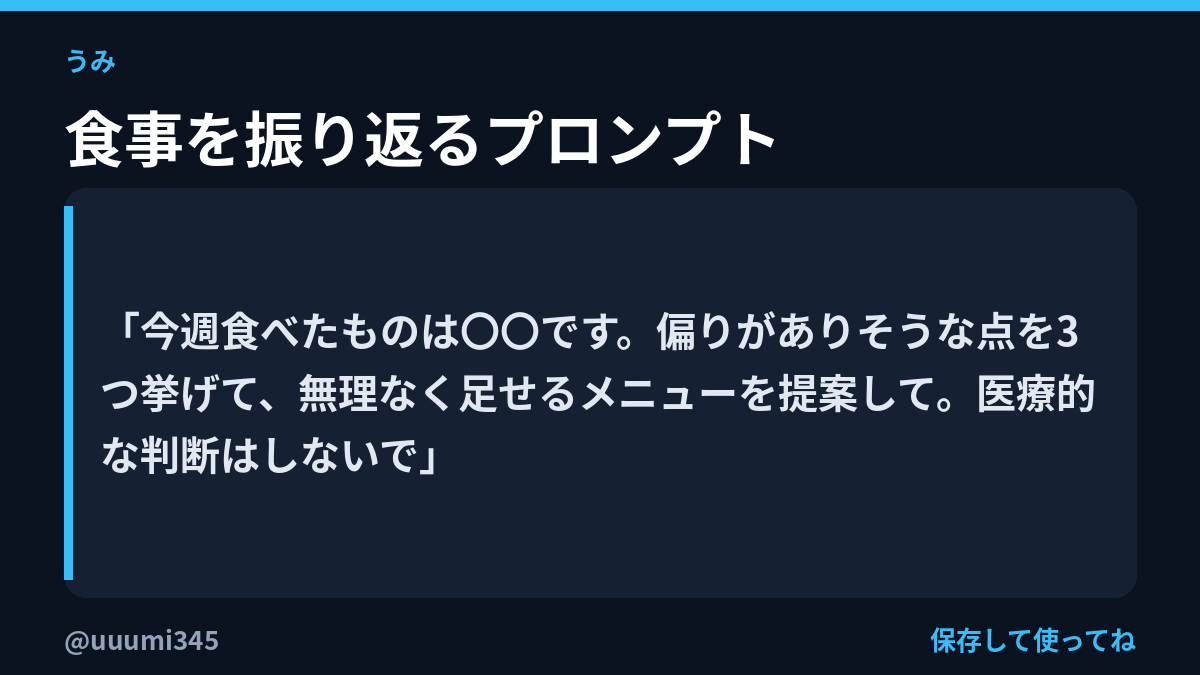 うみ
食事を振り返るプロンプト
「今週食べたものは〇〇です。偏りがありそうな点を3
つ挙げて、無理なく足せるメニューを提案して。医療的
な判断はしないで」
@uuumi345
保存して使ってね